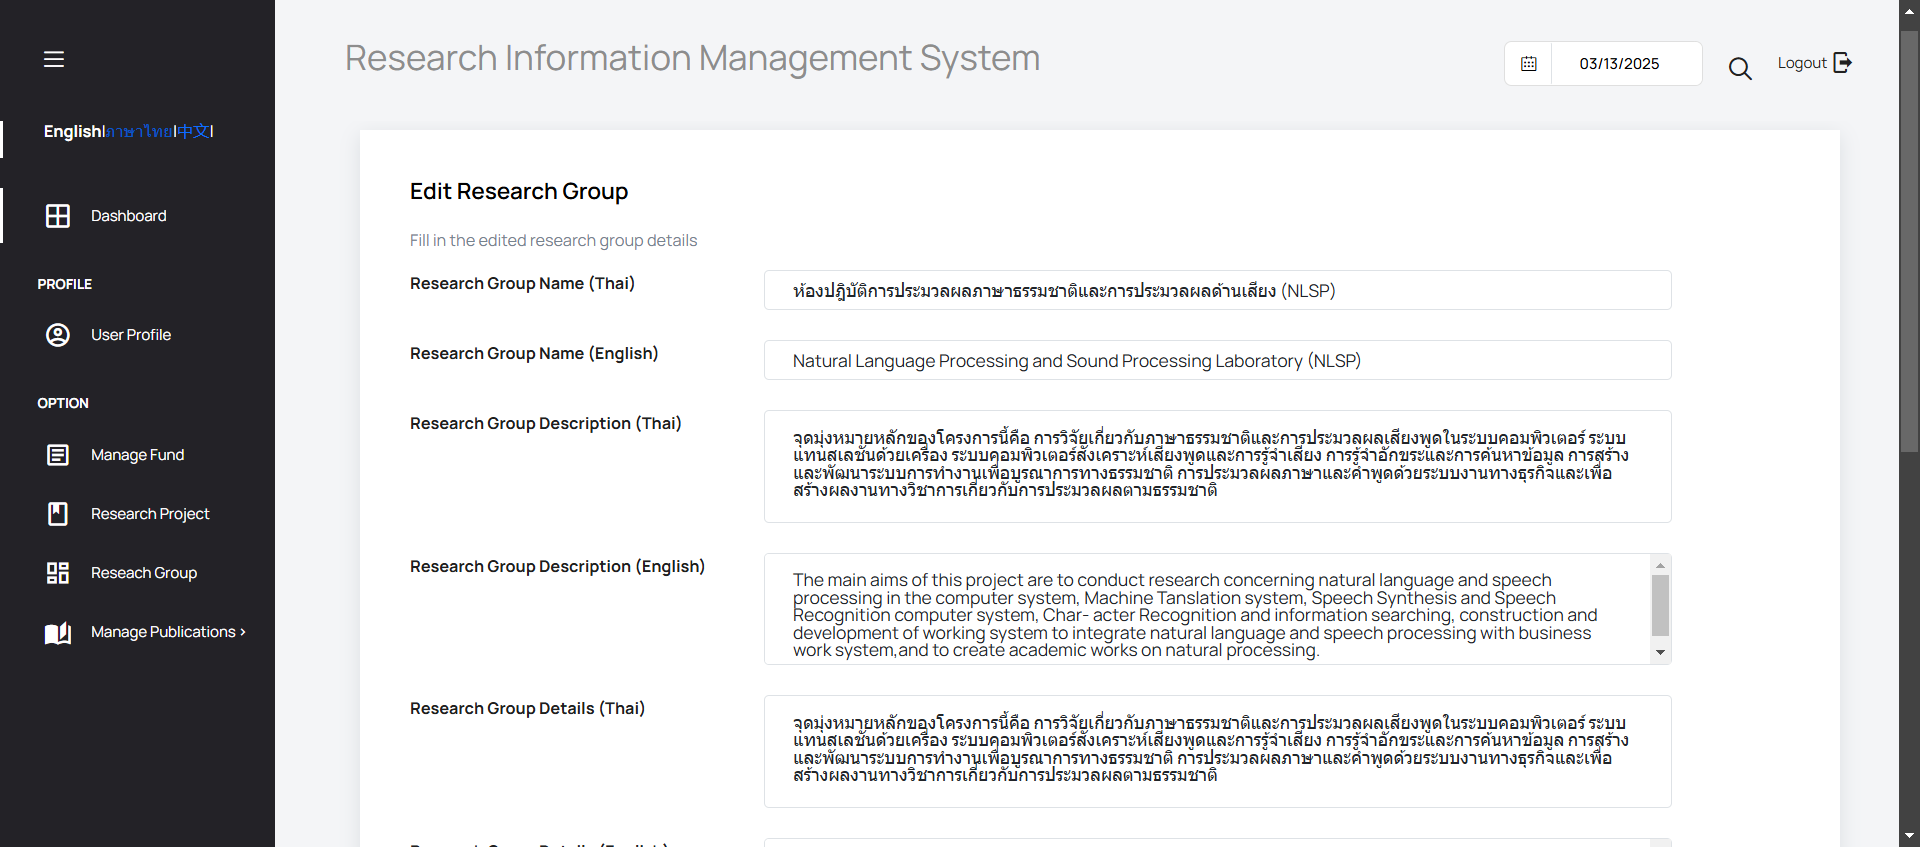 Research Information Management System
03/13/2025
Logout
English|ภาษาไทย|中文|
Dashboard
PROFILE
User Profile
OPTION
Manage Fund
Research Project
Reseach Group
Manage Publications ›
Edit Research Group
Fill in the edited research group details
Research Group Name (Thai)
ห้องปฎิบัติการประมวลผลภาษาธรรมชาติและการประมวลผลด้านเสียง (NLSP)
Research Group Name (English)
Natural Language Processing and Sound Processing Laboratory (NLSP)
Research Group Description (Thai)
จุดมุ่งหมายหลักของโครงการนี้คือ การวิจัยเกี่ยวกับภาษาธรรมชาติและการประมวลผลเสียงพูดในระบบคอมพิวเตอร์ ระบบ
แทนสเลชันด้วยเครื่อง ระบบคอมพิวเตอร์สังเคราะห์เสียงพูดและการรู้จำเสียง การรู้จำอักขระและการค้นหาข้อมูล การสร้าง
และพัฒนาระบบการทำงานเพื่อบูรณาการทางธรรมชาติ การประมวลผลภาษาและคำพูดด้วยระบบงานทางธุรกิจและเพื่อ
สร้างผลงานทางวิชาการเกี่ยวกับการประมวลผลตามธรรมชาติ
Research Group Description (English)
The main aims of this project are to conduct research concerning natural language and speech
processing in the computer system, Machine Tanslation system, Speech Synthesis and Speech
Recognition computer system, Char- acter Recognition and information searching, construction and
development of working system to integrate natural language and speech processing with business
work system,and to create academic works on natural processing.
Research Group Details (Thai)
จุดมุ่งหมายหลักของโครงการนี้คือ การวิจัยเกี่ยวกับภาษาธรรมชาติและการประมวลผลเสียงพูดในระบบคอมพิวเตอร์ ระบบ
แทนสเลชันด้วยเครื่อง ระบบคอมพิวเตอร์สังเคราะห์เสียงพูดและการรู้จำเสียง การรู้จำอักขระและการค้นหาข้อมูล การสร้าง
และพัฒนาระบบการทำงานเพื่อบูรณาการทางธรรมชาติ การประมวลผลภาษาและคำพูดด้วยระบบงานทางธุรกิจและเพื่อ
สร้างผลงานทางวิชาการเกี่ยวกับการประมวลผลตามธรรมชาติ